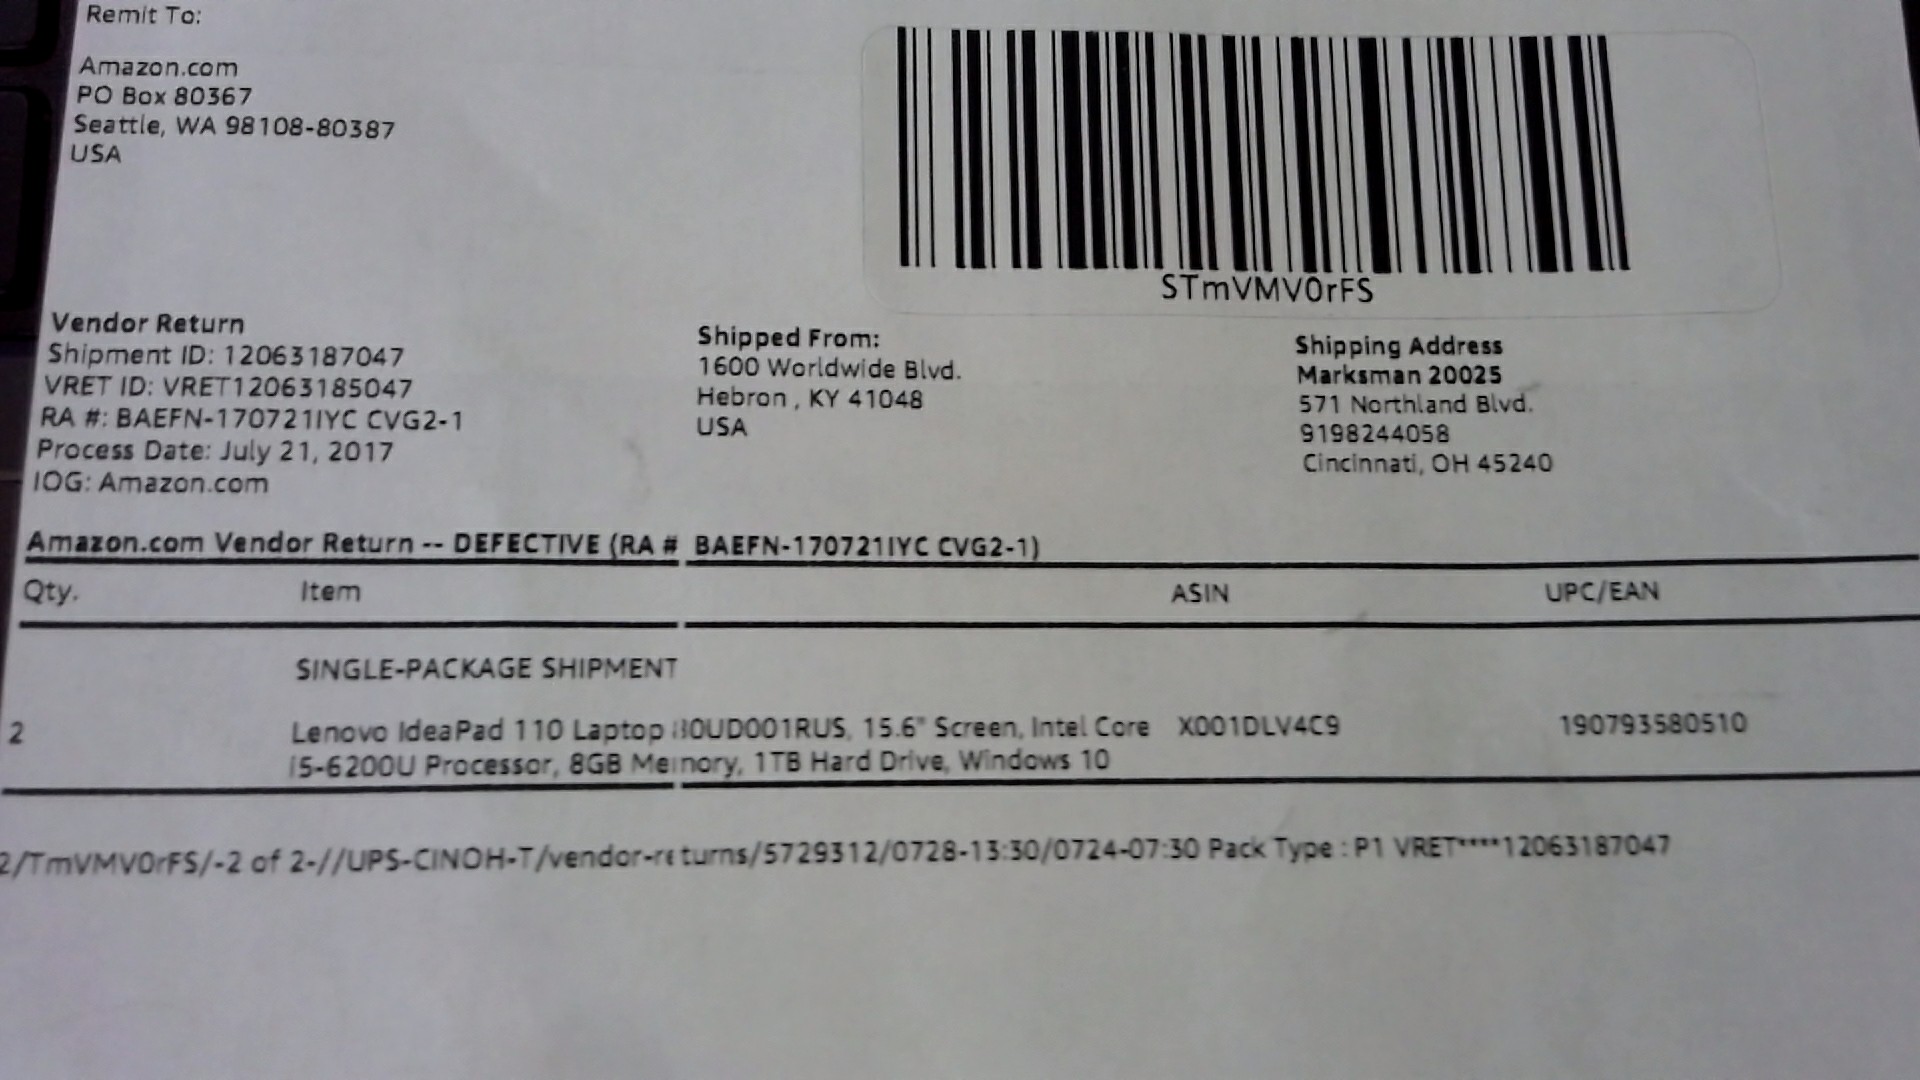 Remit To:
Amazon.com
PO Box 80367
Seattle, WA 98108-80387
USA
STmVMV0rFS
Vendor Return
Shipment ID: 12063187047
VRET ID: VRET12063185047
RA #: BAEFN-170721IYC CVG2-1
Process Date: July 21, 2017
IOG: Amazon.com
Shipped From:
1600 Worldwide Blvd.
Hebron , KY 41048
USA
Shipping Address
Marksman 20025
571 Northland Blvd.
9198244058
Cincinnati, OH 45240
Amazon.com Vendor Return -- DEFECTIVE (RA # BAEFN-170721IYC CVG2-1)
Qty. Item ASIN UPC/EAN
SINGLE-PACKAGE SHIPMENT
2 Lenovo IdeaPad 110 Laptop 80UD001RUS, 15.6" Screen, Intel Core X001DLV4C9 190793580510
i5-6200U Processor, 8GB Memory, 1TB Hard Drive, Windows 10
2/TmVMV0rFS/-2 of 2-//UPS-CINOH-T/vendor-returns/5729312/0728-13:30/0724-07:30 Pack Type : P1 VRET****12063187047